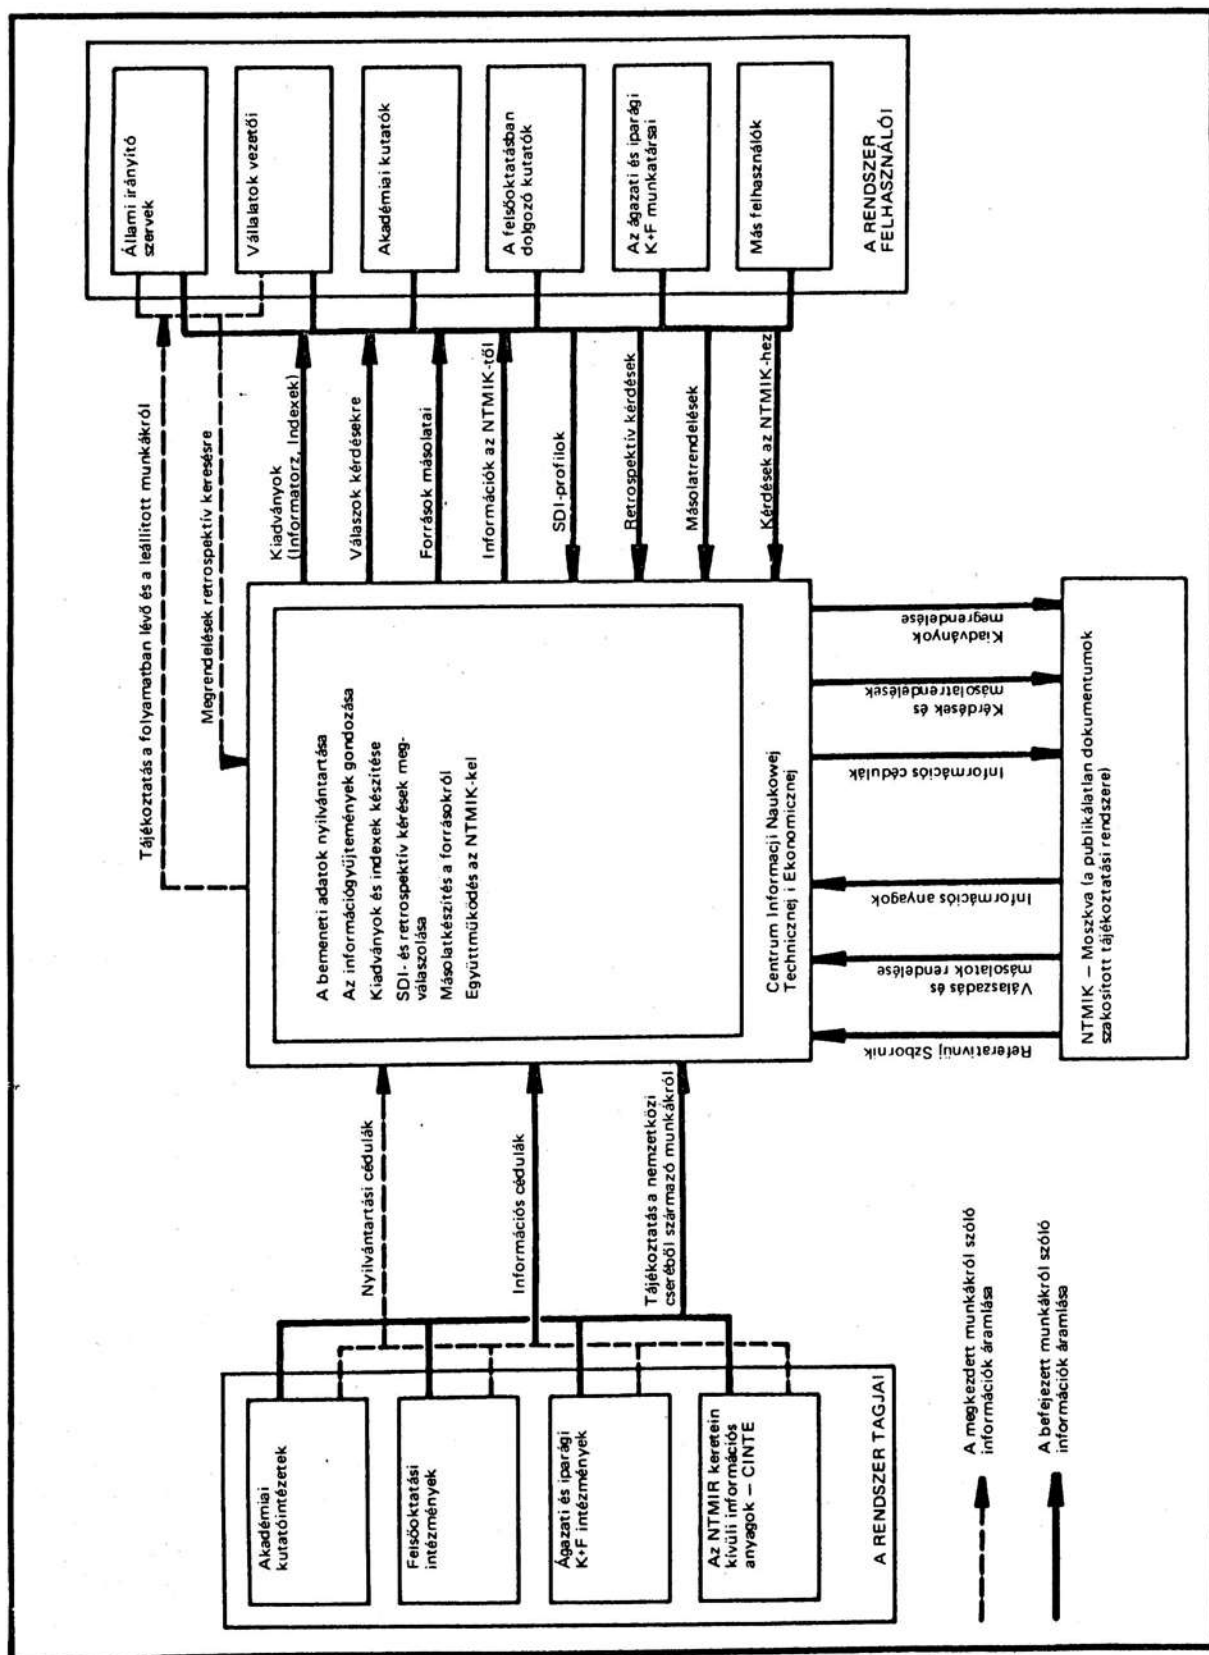 Akadémiai
kutatóintézetek
Felsőoktatási
intézmények
Ágazati és iparági
K+F intézmények
Az NTMIR keretein
kívüli információs
anyagok — CINTE
A RENDSZER TAGJAI
Nyilvántartási cédulák
Információs cédulák
Tájékoztatás a nemzetközi
cseréből származó munkákról
A bemeneti adatok nyilvántartása
Az információgyüjtemények gondozása
Kiadványok és indexek készítése
SDI- és retrospektív kérések meg-
válaszolása
Másolatkészítés a forrásokról
Együttműködés az NTMIK-kel
Centrum Informacji Naukowej
Technicznej i Ekonomicznej
Tájékoztatás a folyamatban lévő és a leállított munkákról
Megrendelések retrospektív keresésre
Kiadványok
(Informatorz, Indexek)
Válaszok kérdésekre
Források másolatai
Információk az NTMIK-től
SDI-profilok
Retrospektív kérdések
Másolatrendelések
Kérdések az NTMIK-hez
Állami irányító
szervek
Vállalatok vezetői
Akadémiai kutatók
A felsőoktatásban
dolgozó kutatók
Az ágazati és iparági
K+F munkatársai
Más felhasználók
A RENDSZER
FELHASZNÁLÓI
Referativnüj Szbornik
Válaszadás és
másolatok rendelése
Információs anyagok
Információs cédulák
Kérdések és
másolatrendelések
Kiadványok
megrendelése
NTMIK — Moszkva (a publikálatlan dokumentumok
szakosított tájékoztatási rendszere)
A megkezdett munkákról szóló
információk áramlása
A befejezett munkákról szóló
információk áramlása